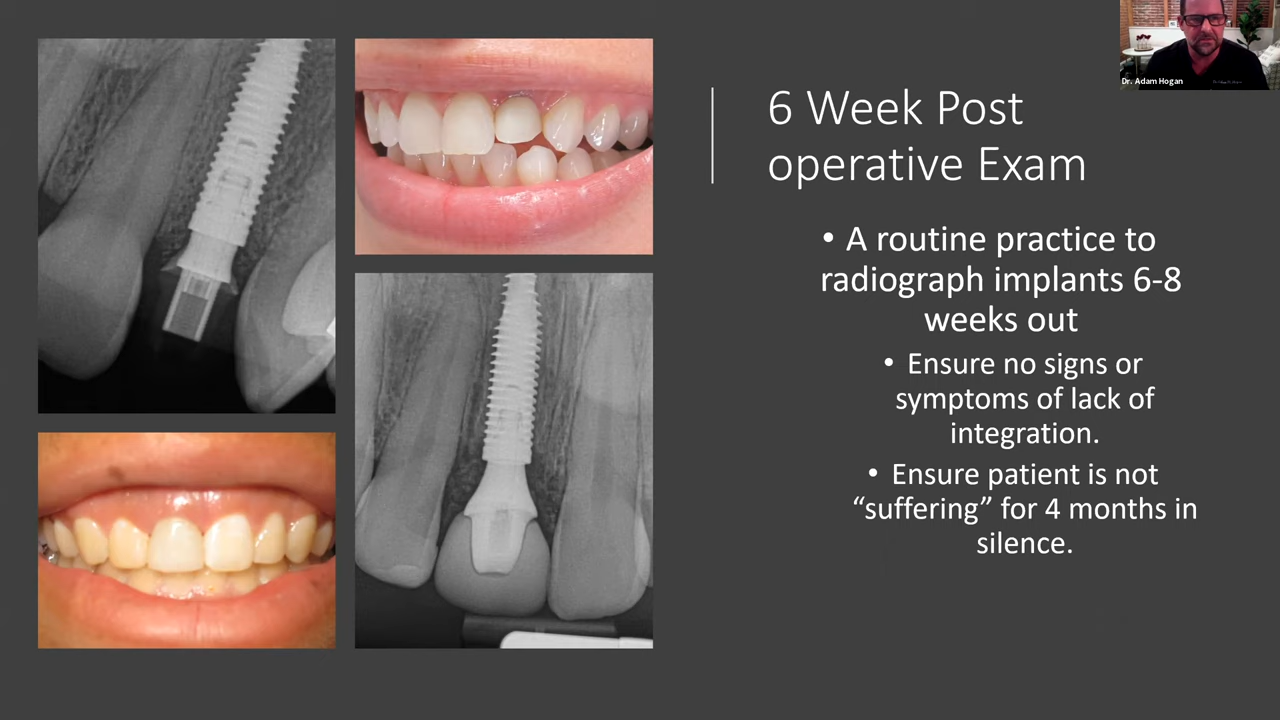 Dr. Adam Hogan
6 Week Post
operative Exam
• A routine practice to
radiograph implants 6-8
weeks out
• Ensure no signs or
symptoms of lack of
integration.
• Ensure patient is not
“suffering” for 4 months in
silence.